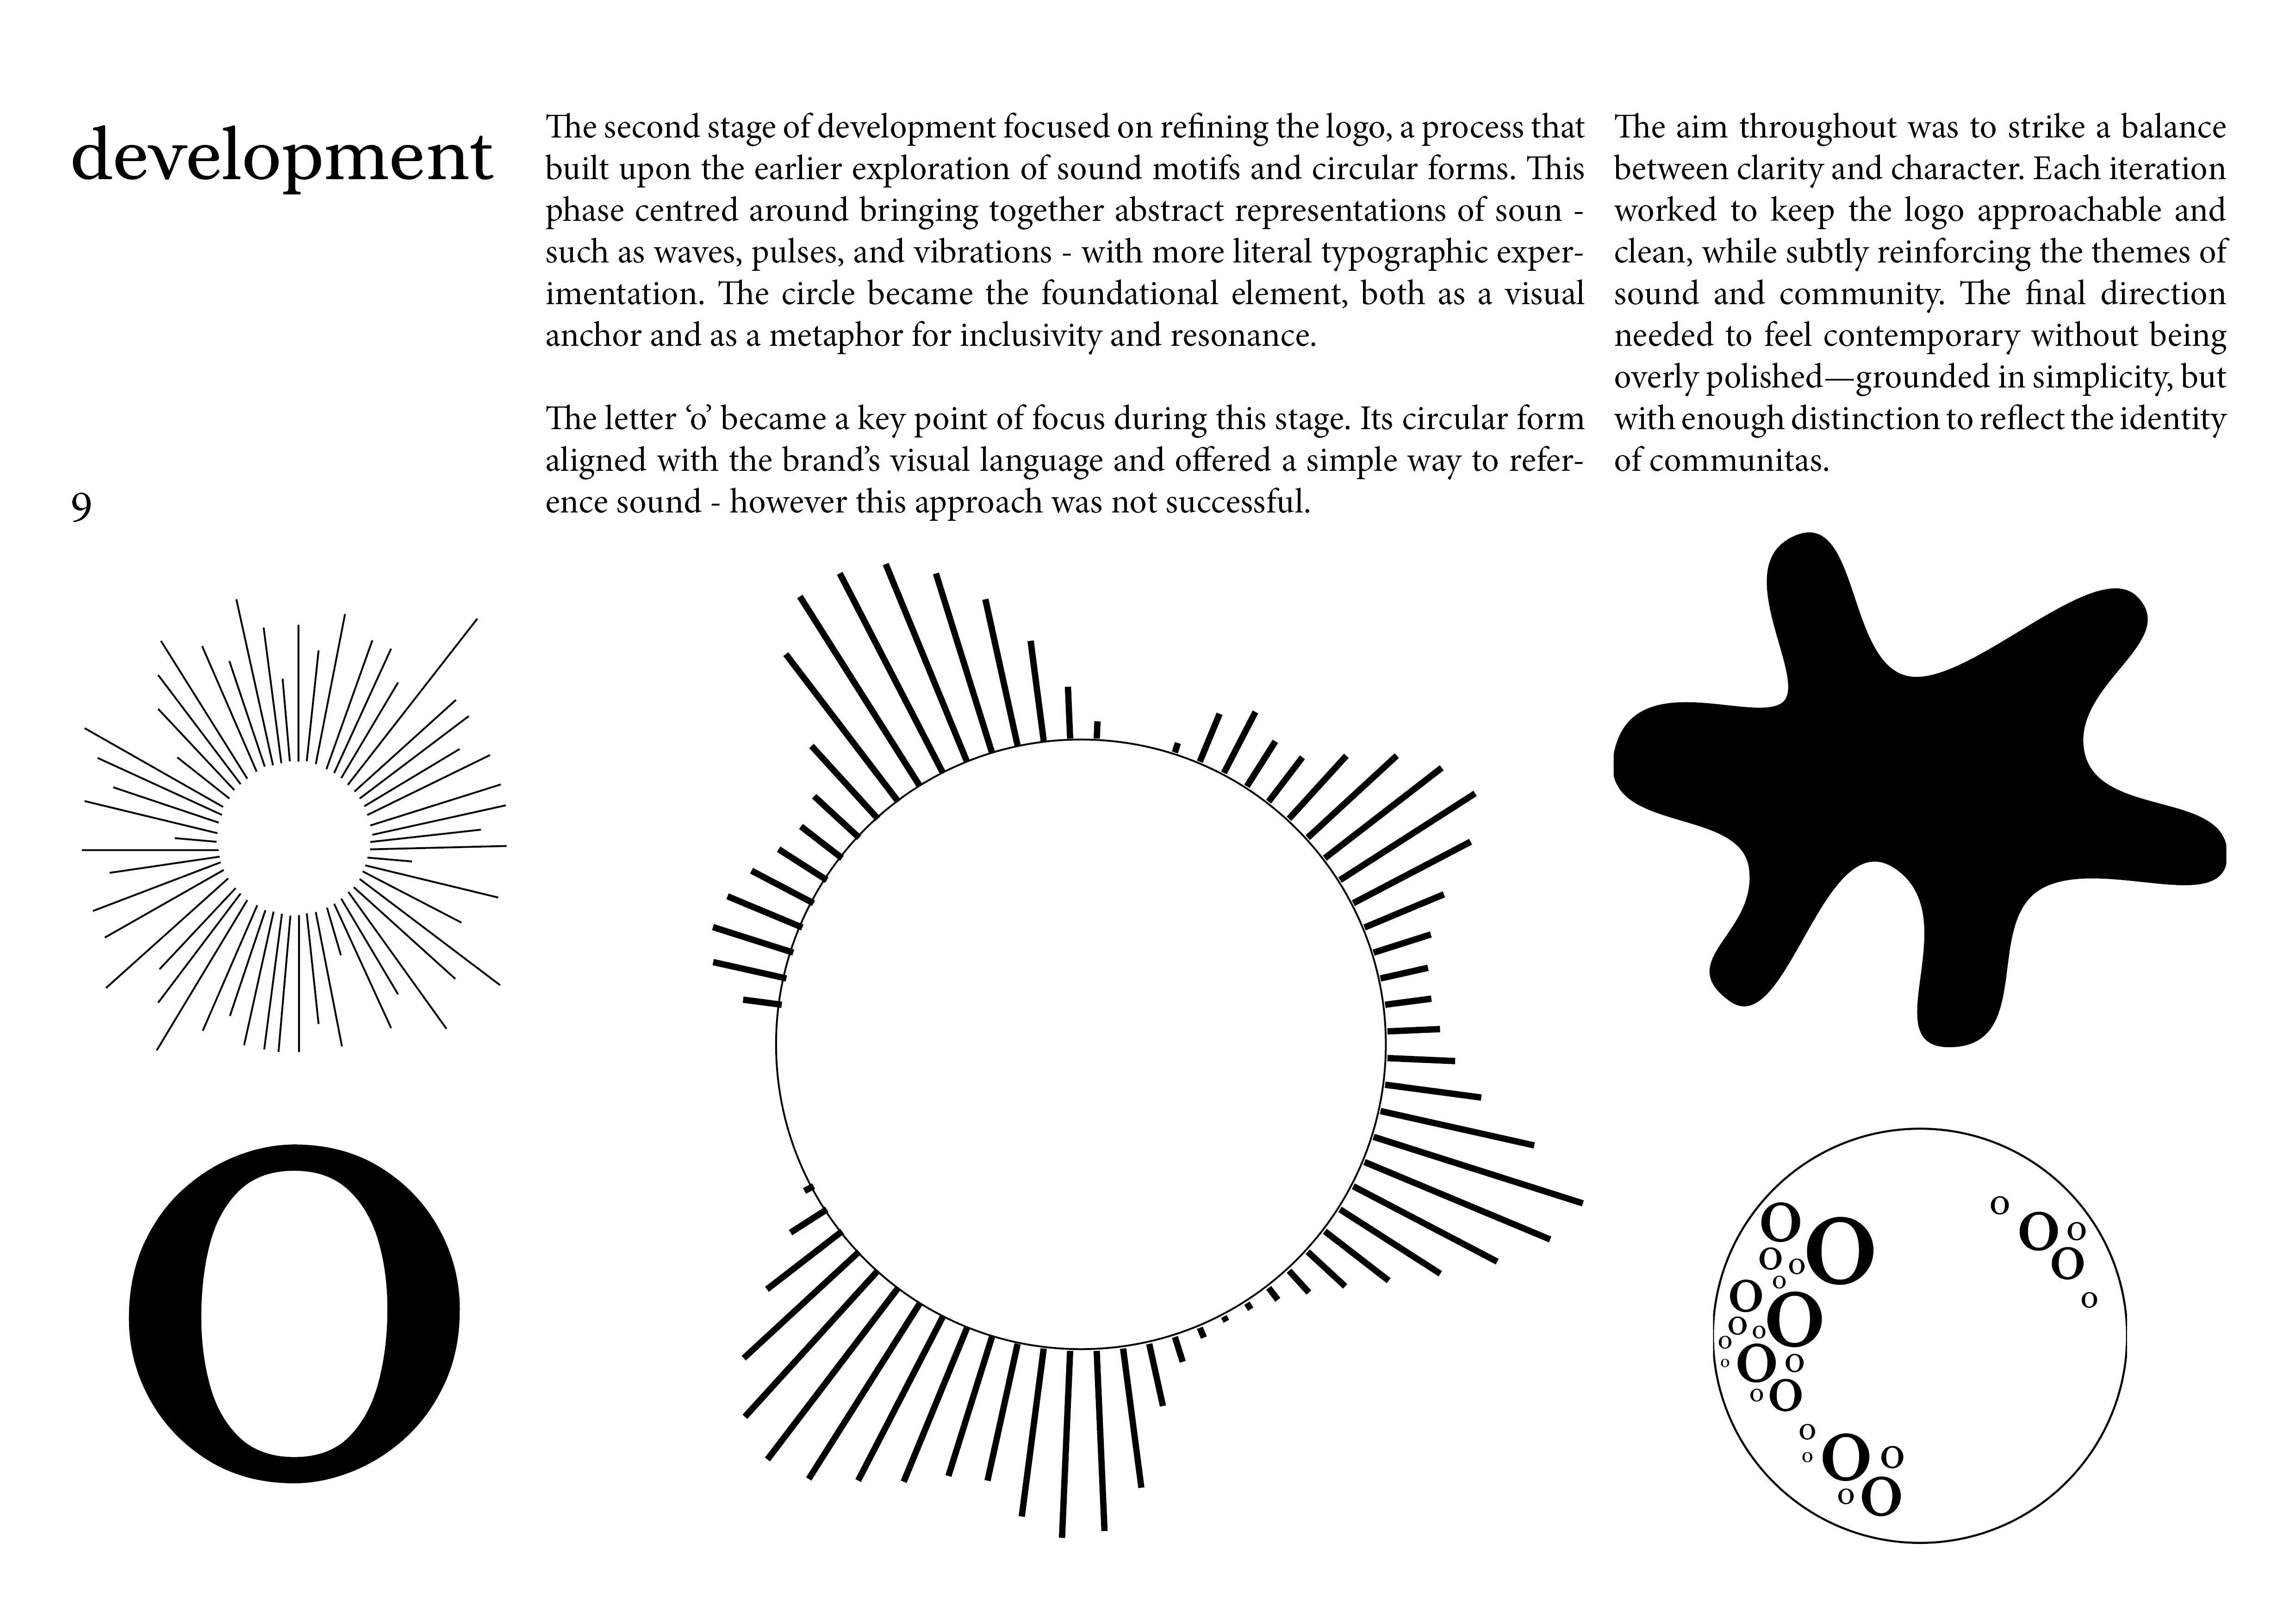 development
The second stage of development focused on refining the logo, a process that
built upon the earlier exploration of sound motifs and circular forms. This
phase centred around bringing together abstract representations of soun -
such as waves, pulses, and vibrations - with more literal typographic exper-
imentation. The circle became the foundational element, both as a visual
anchor and as a metaphor for inclusivity and resonance.
The letter ‘o’ became a key point of focus during this stage. Its circular form
aligned with the brand’s visual language and offered a simple way to refer-
ence sound - however this approach was not successful.
The aim throughout was to strike a balance
between clarity and character. Each iteration
worked to keep the logo approachable and
clean, while subtly reinforcing the themes of
sound and community. The final direction
needed to feel contemporary without being
overly polished—grounded in simplicity, but
with enough distinction to reflect the identity
of communitas.
9
o
o o o o o o o o o o o o o o o o o o o o o o o o o o o o